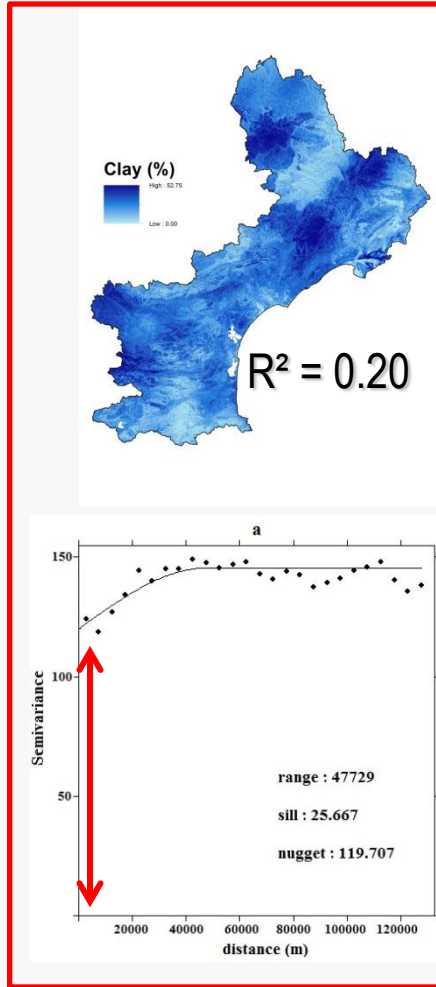 Clay (%)
High : 52.75
Low : 0.00
R² = 0.20
a
150
100
50
Semivariance
range : 47729
sill : 25.667
nugget : 119.707
20000 40000 60000 80000 100000 120000
distance (m)